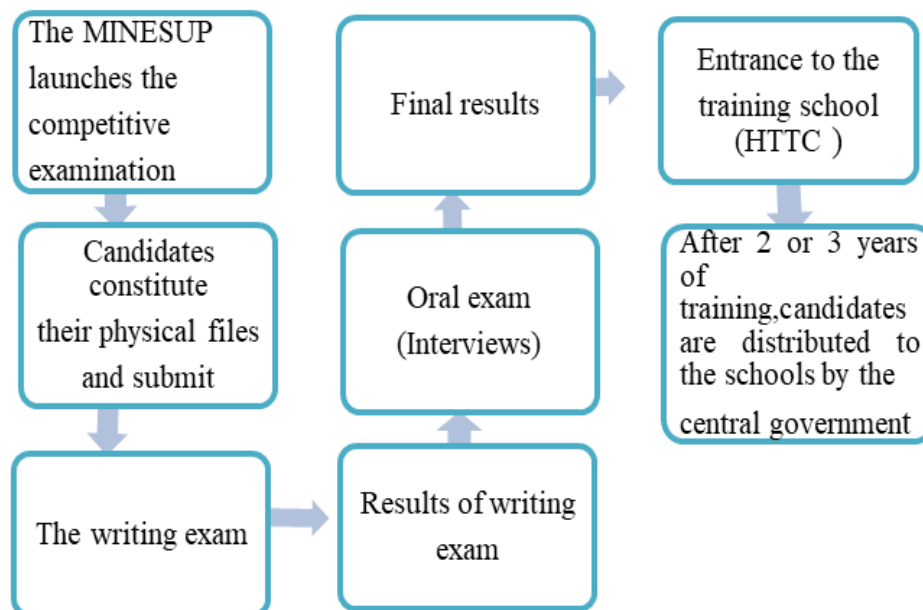 The MINESUP
launches the
competitive
examination
Candidates
constitute
their physical files
and submit
The writing exam
Results of writing
exam
Oral exam
(Interviews)
Final results
Entrance to the
training school
(HTTC )
After 2 or 3 years
of
training,candidates
are distributed to
the schools by the
central government